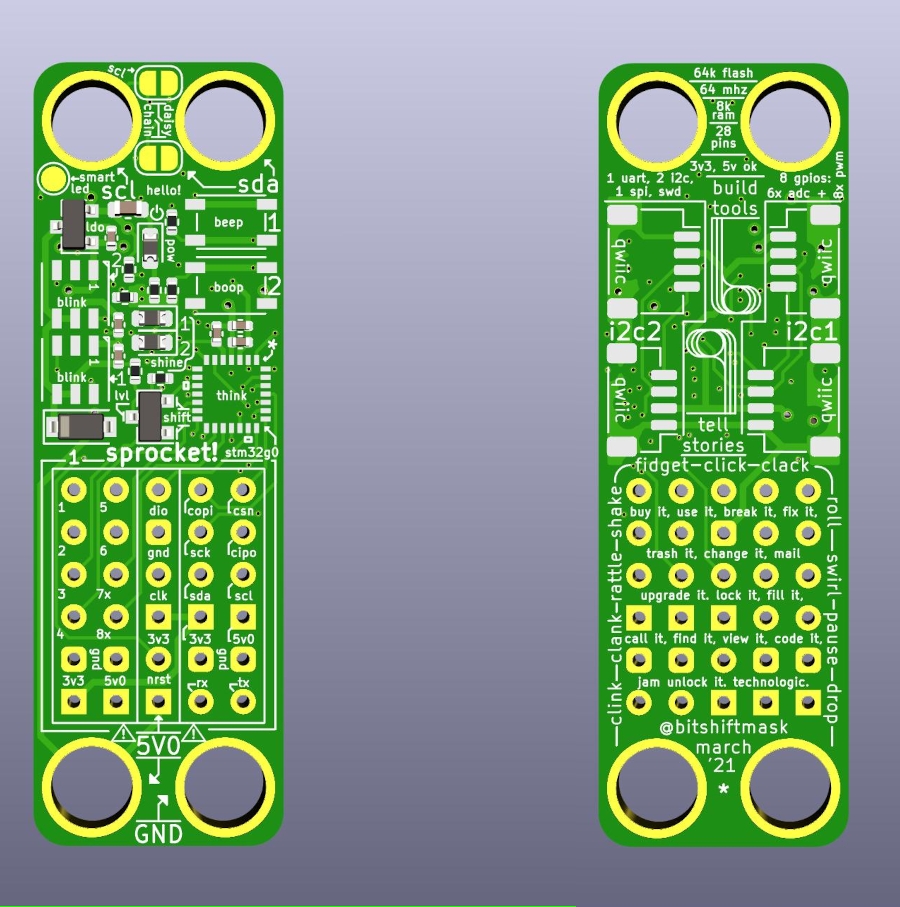 scl
daisy
chain
smart
led
scl
hello!
sda
ldo
pow
beep
1
2
boop
2
1
blink
1
2
shine
1
blink
1
think
lvl
shift
sprocket!
stm32g0
1
1
5
dio
copi
csn
2
6
gnd
sck
cipo
3
7x
clk
sda
scl
4
8x
3v3
3v3
5v0
gnd
gnd
3v3
5v0
nrst
rx
tx
5V0
GND
64k flash
64 mhz
8k
ram
28
pins
3v3, 5v ok
1 uart, 2 i2c,
1 spi, swd
8 gpios:
6x adc +
8x pwm
build
tools
qwiic
qwiic
i2c2
i2c1
qwiic
qwiic
tell
stories
fidget-click-clack
clink-clank-rattle-shake
roll-swirl-pause-drop
buy it, use it, break it, fix it,
trash it, change it, mail
upgrade it. lock it, fill it,
call it, find it, view it, code it,
jam unlock it. technologic.
@bitshiftmask
march
'21
*